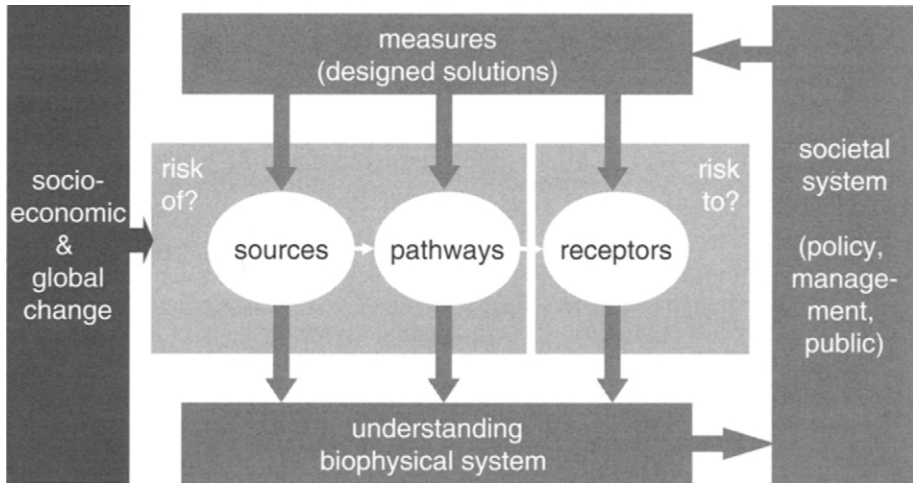 measures
(designed solutions)
risk
of?
risk
to?
socio-
economic
&
global
change
sources
pathways
receptors
societal
system
(policy,
manage-
ment,
public)
understanding
biophysical system